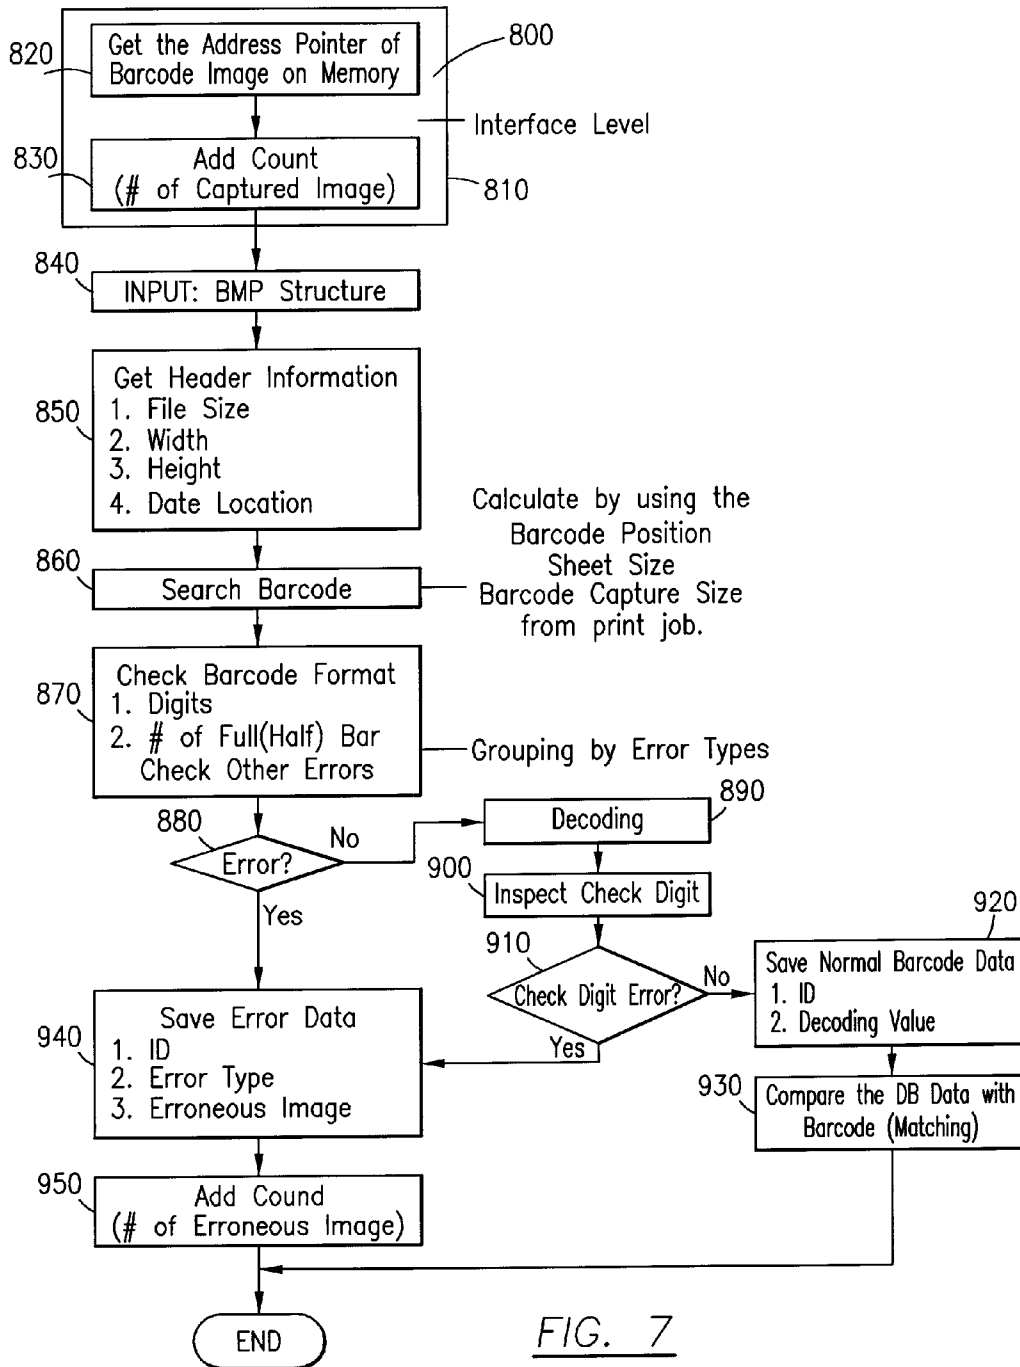 820
Get the Address Pointer of
Barcode Image on Memory
800
Interface Level
830
Add Count
(# of Captured Image)
810
840
INPUT: BMP Structure
850
Get Header Information
1. File Size
2. Width
3. Height
4. Date Location
Calculate by using the
Barcode Position
Sheet Size
Barcode Capture Size
from print job.
860
Search Barcode
870
Check Barcode Format
1. Digits
2. # of Full(Half) Bar
Check Other Errors
Grouping by Error Types
880
Error?
No
Yes
890
Decoding
900
Inspect Check Digit
910
Check Digit Error?
No
Yes
920
Save Normal Barcode Data
1. ID
2. Decoding Value
930
Compare the DB Data with
Barcode (Matching)
940
Save Error Data
1. ID
2. Error Type
3. Erroneous Image
950
Add Cound
(# of Erroneous Image)
END
FIG. 7